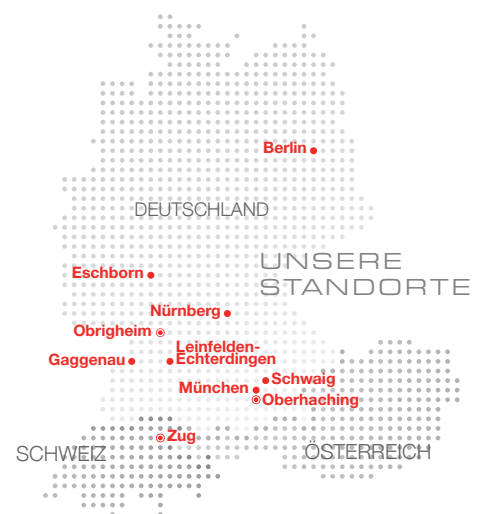 Berlin
DEUTSCHLAND
UNSERE
STANDORTE
Eschborn
Nürnberg
Obrigheim
Leinfelden-
Echterdingen
Gaggenau
Schwaig
München
Oberhaching
Zug
SCHWEIZ
ÖSTERREICH